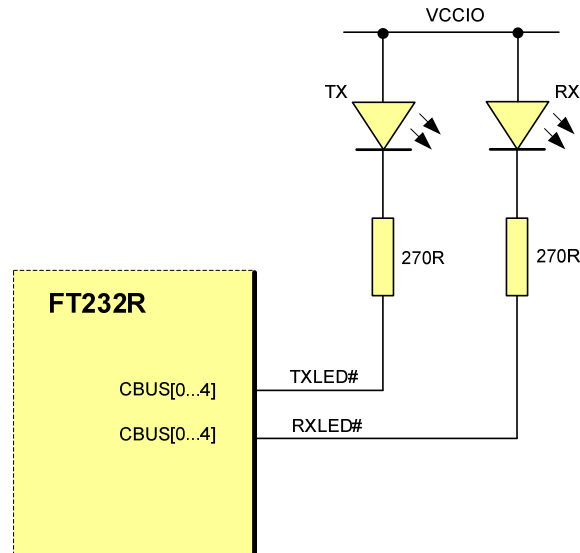 VCCIO
TX
RX
270R
270R
FT232R
TXLED#
CBUS[0...4]
RXLED#
CBUS[0...4]